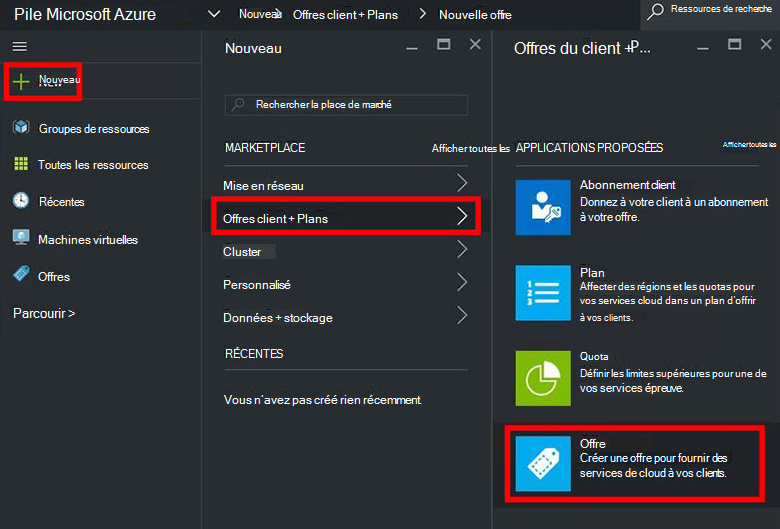 Pile Microsoft Azure
Nouveau
Offres client + Plans
Nouvelle offre
Ressources de recherche
Nouveau
Groupes de ressources
Toutes les ressources
Récentes
Machines virtuelles
Offres
Parcourir >
Nouveau
Rechercher la place de marché
MARKETPLACE
Afficher toutes les
Mise en réseau
Offres client + Plans
Cluster
Personnalisé
Données + stockage
RÉCENTES
Vous n'avez pas créé rien récemment.
Offres du client +P...
APPLICATIONS PROPOSÉES
Afficher toutes les
Abonnement client
Donnez à votre client à un abonnement
à votre offre.
Plan
Affecter des régions et les quotas pour
vos services cloud dans un plan d'offrir
à vos clients.
Quota
Définir les limites supérieures pour une de
vos services épreuve.
Offre
Créer une offre pour fournir des
services de cloud à vos clients.